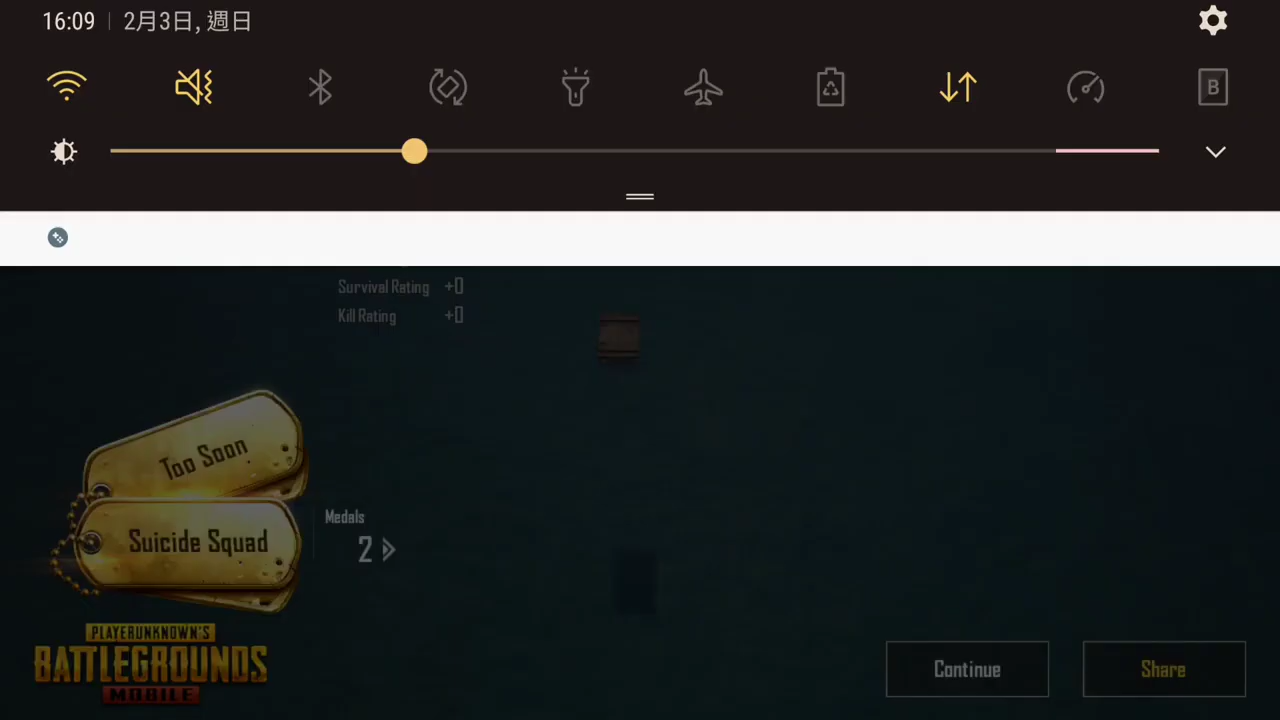 16:09 2月3日, 週日
B
Survival Rating +0
Kill Rating +0
Too Soon
Suicide Squad
Medals
2
PLAYERUNKNOWN'S
BATTLEGROUNDS
MOBILE
Continue
Share